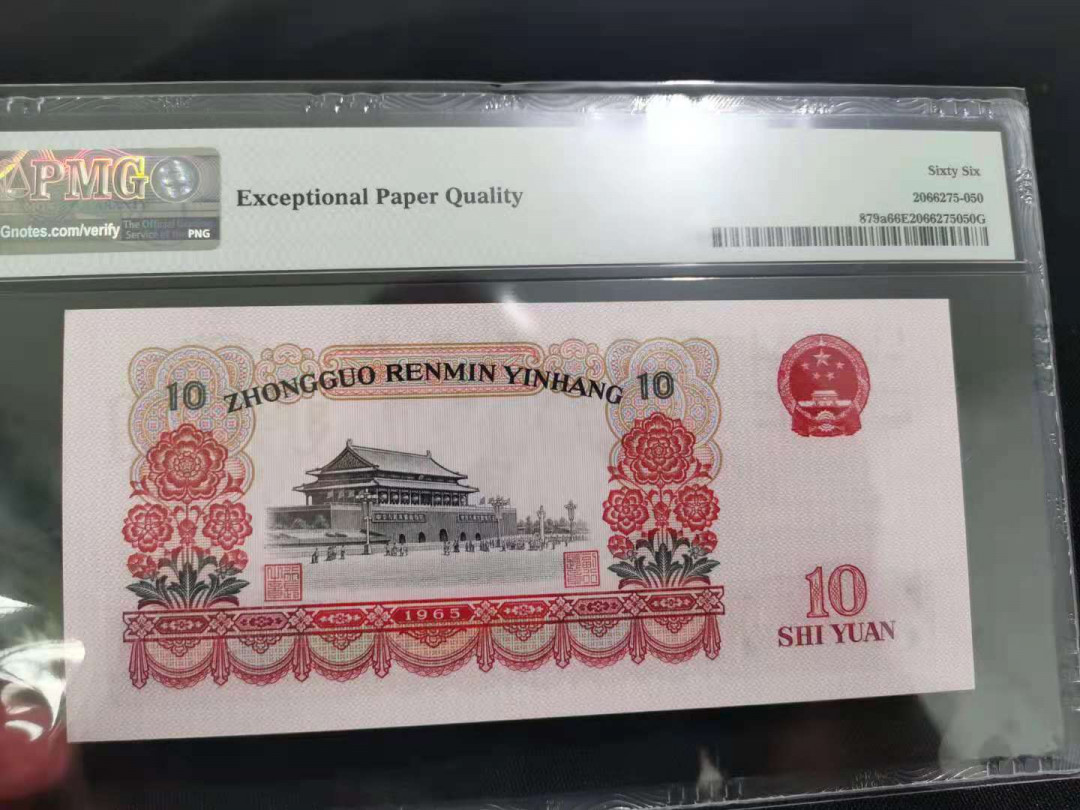 PMG
Exceptional Paper Quality
Sixty Six
2066275-050
879a66E2066275050G
Gnotes.com/verify
The Official
Service of the PNG
10 ZHONGGUO RENMIN YINHANG 10
1965
10
SHI YUAN